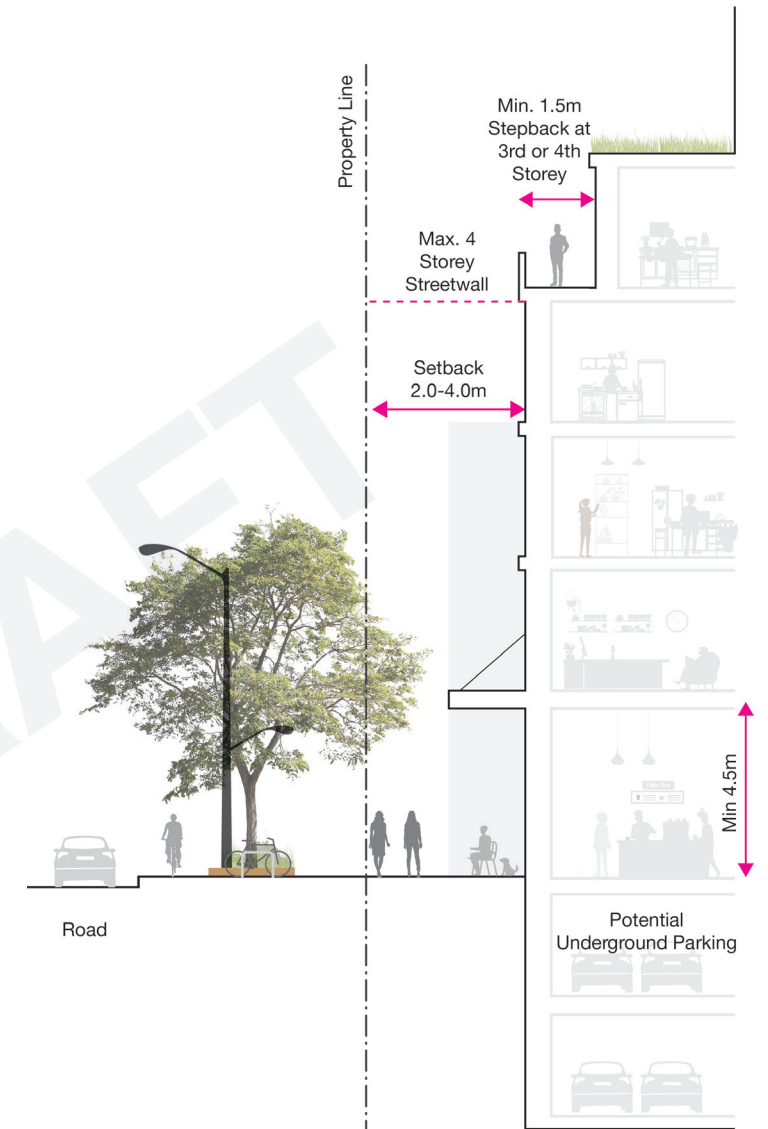 Property Line
Min. 1.5m
Stepback at
3rd or 4th
Storey
Max. 4
Storey
Streetwall
Setback
2.0-4.0m
Min 4.5m
Road
Potential
Underground Parking